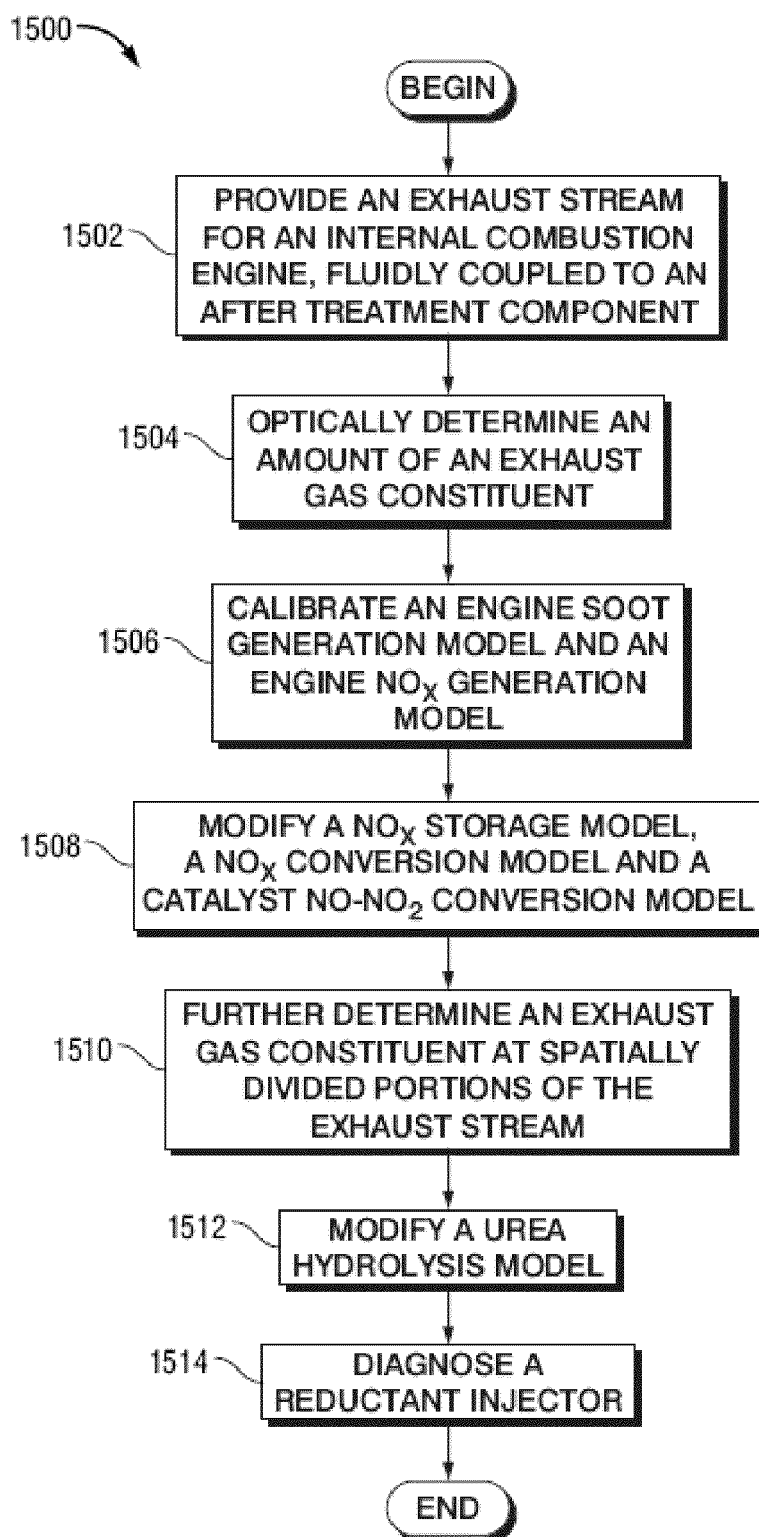 1500
BEGIN
1502
PROVIDE AN EXHAUST STREAM
FOR AN INTERNAL COMBUSTION
ENGINE, FLUIDLY COUPLED TO AN
AFTER TREATMENT COMPONENT
1504
OPTICALLY DETERMINE AN
AMOUNT OF AN EXHAUST
GAS CONSTITUENT
1506
CALIBRATE AN ENGINE SOOT
GENERATION MODEL AND AN
ENGINE NOX GENERATION
MODEL
1508
MODIFY A NOX STORAGE MODEL,
A NOX CONVERSION MODEL AND A
CATALYST NO-NO2 CONVERSION MODEL
1510
FURTHER DETERMINE AN EXHAUST
GAS CONSTITUENT AT SPATIALLY
DIVIDED PORTIONS OF THE
EXHAUST STREAM
1512
MODIFY A UREA
HYDROLYSIS MODEL
1514
DIAGNOSE A
REDUCTANT INJECTOR
END